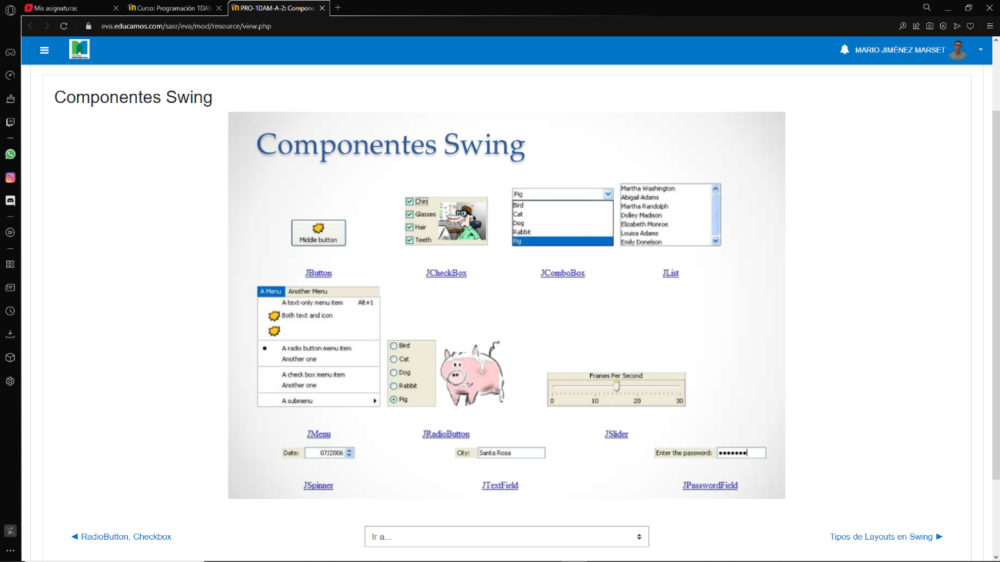 Mis asignaturas
Curso: Programación 1DAM
PRO-1DAM-A-2: Compone
eva.educamos.com/sasr/eva/mod/resource/view.php
MARIO JIMÉNEZ MARSET
Componentes Swing
Componentes Swing
Middle button
JButton
Chin
Glasses
Hair
Teeth
JCheckBox
Pig
Bird
Cat
Dog
Rabbit
Pig
JComboBox
Martha Washington
Abigail Adams
Martha Randolph
Dolley Madison
Elizabeth Monroe
Louisa Adams
Emily Donelson
JList
A Menu Another Menu
A text-only menu item Alt+1
Both text and icon
A radio button menu item
Another one
A check box menu item
Another one
A submenu
JMenu
Bird
Cat
Dog
Rabbit
Pig
JRadioButton
Frames Per Second
0 10 20 30
JSlider
Date: 07/2006
JSpinner
City: Santa Rosa
JTextField
Enter the password:
JPasswordField
◀ RadioButton, Checkbox
Ir a...
Tipos de Layouts en Swing ▶